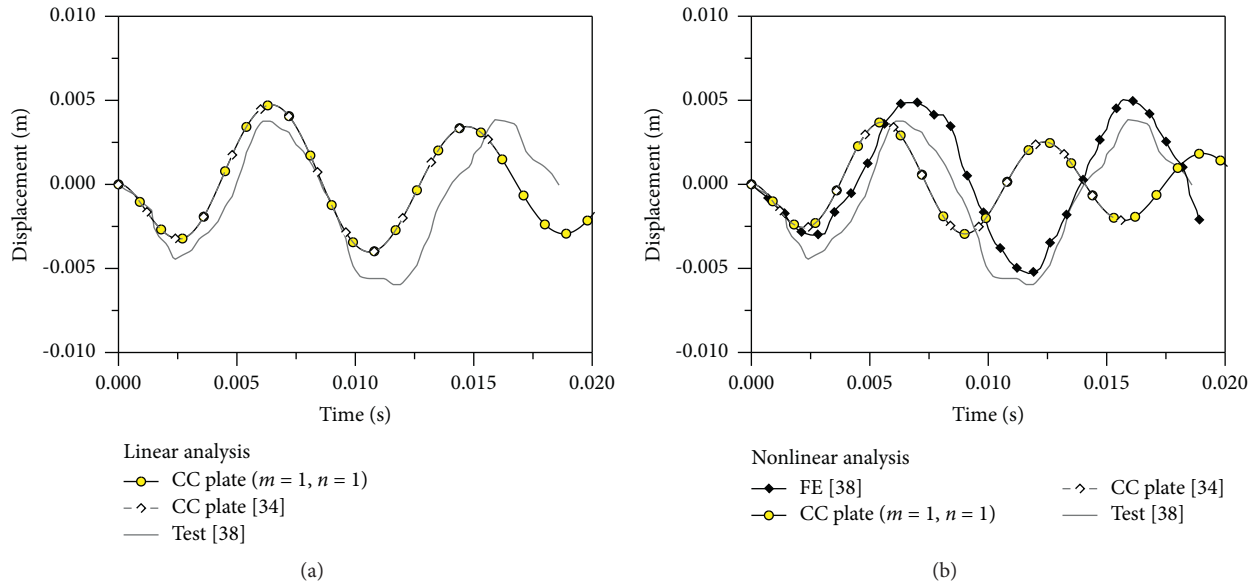 0.010
0.005
0.000
-0.005
-0.010
Displacement (m)
0.000 0.005 0.010 0.015 0.020
Time (s)
Linear analysis
CC plate (m = 1, n = 1)
CC plate [34]
Test [38]
(a)
0.010
0.005
0.000
-0.005
-0.010
Displacement (m)
0.000 0.005 0.010 0.015 0.020
Time (s)
Nonlinear analysis
FE [38]
CC plate (m = 1, n = 1)
CC plate [34]
Test [38]
(b)